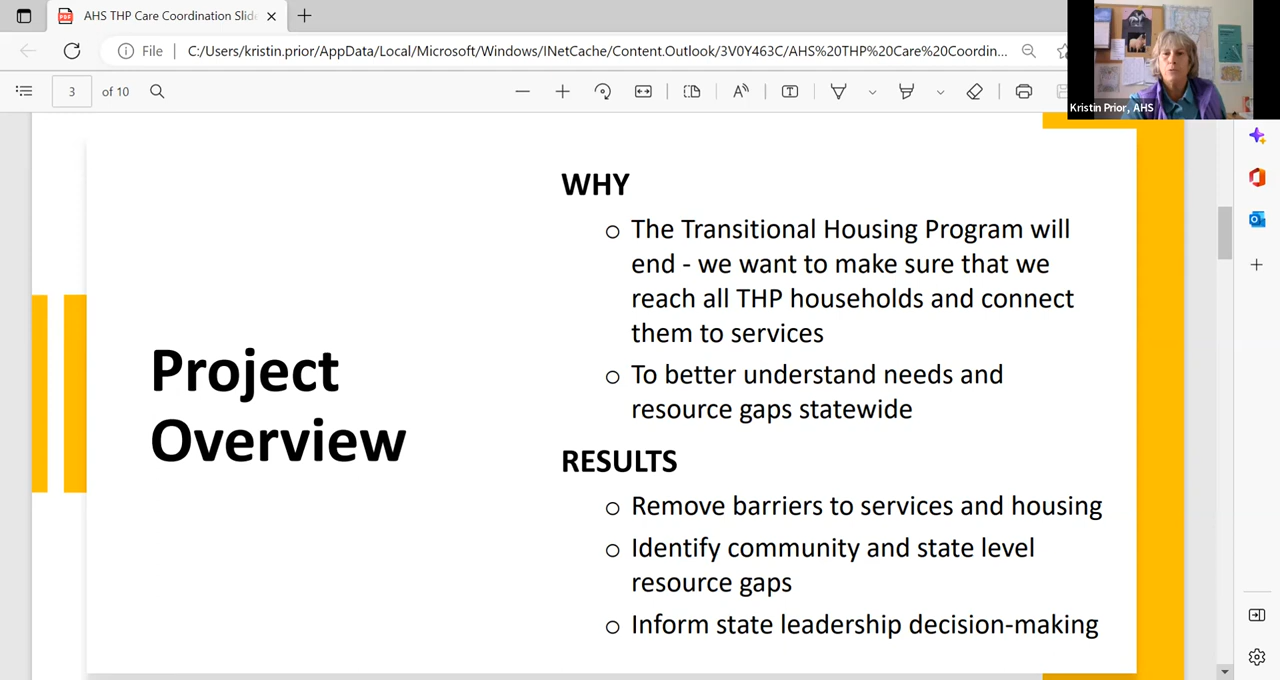 AHS THP Care Coordination Slid
File
C:/Users/kristin.prior/AppData/Local/Microsoft/Windows/INetCache/Content.Outlook/3V0Y463C/AHS%20THP%20Care%20Coordin...
3 of 10
Kristin Prior, AHS
Project
Overview
WHY
The Transitional Housing Program will
end - we want to make sure that we
reach all THP households and connect
them to services
To better understand needs and
resource gaps statewide
RESULTS
Remove barriers to services and housing
Identify community and state level
resource gaps
Inform state leadership decision-making